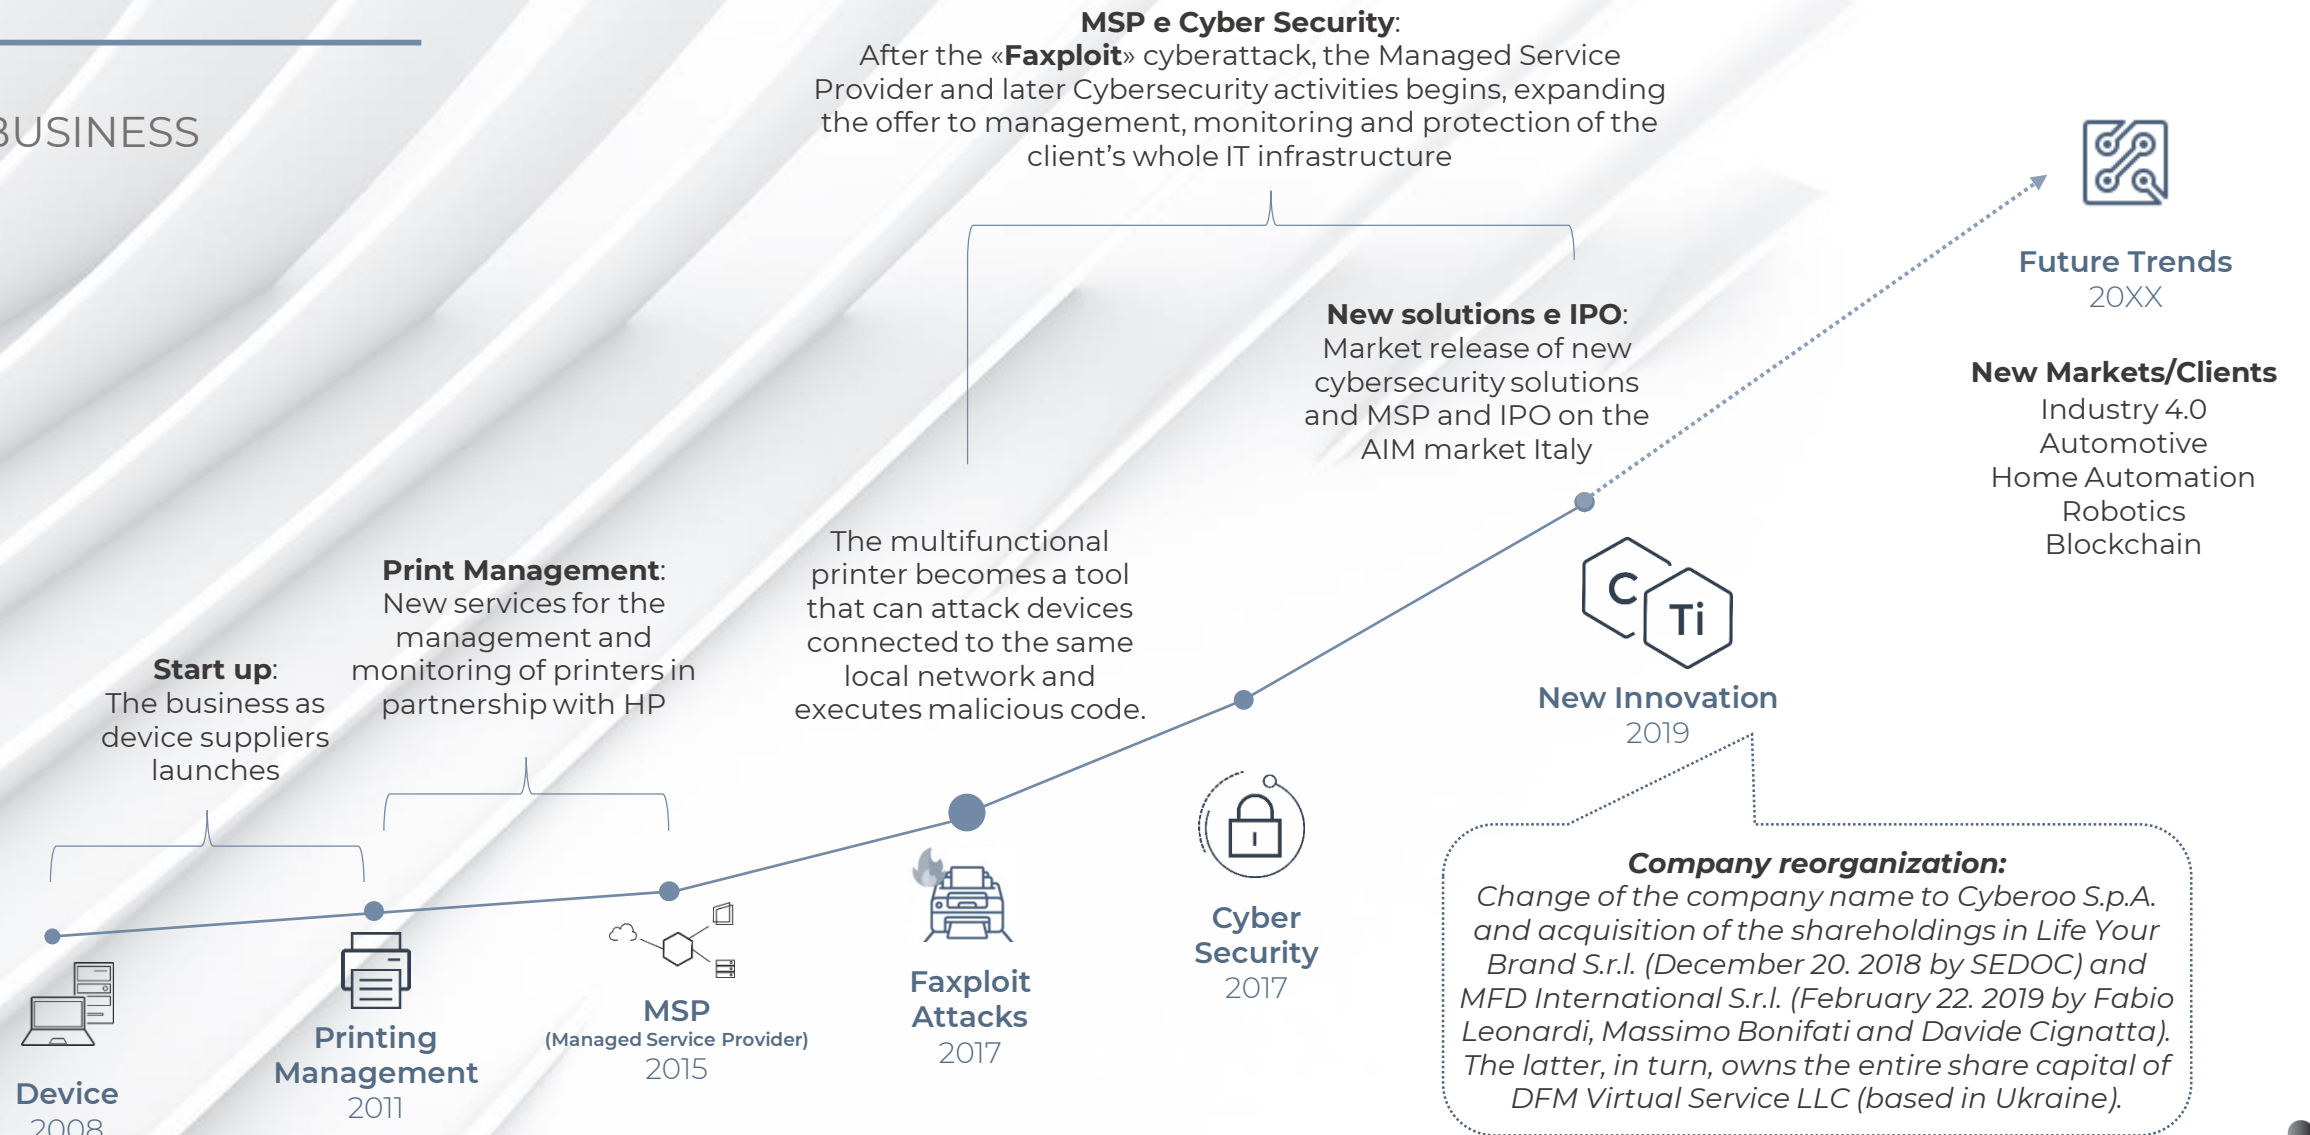 BUSINESS
MSP e Cyber Security:
After the «Faxploit» cyberattack, the Managed Service
Provider and later Cybersecurity activities begins, expanding
the offer to management, monitoring and protection of the
client’s whole IT infrastructure
Future Trends
20XX
New Markets/Clients
Industry 4.0
Automotive
Home Automation
Robotics
Blockchain
New solutions e IPO:
Market release of new
cybersecurity solutions
and MSP and IPO on the
AIM market Italy
The multifunctional
printer becomes a tool
that can attack devices
connected to the same
local network and
executes malicious code.
Print Management:
New services for the
management and
monitoring of printers in
partnership with HP
Start up:
The business as
device suppliers
launches
Device
2008
Printing
Management
2011
MSP
(Managed Service Provider)
2015
Faxploit
Attacks
2017
Cyber
Security
2017
C
Ti
New Innovation
2019
Company reorganization:
Change of the company name to Cyberoo S.p.A.
and acquisition of the shareholdings in Life Your
Brand S.r.l. (December 20. 2018 by SEDOC) and
MFD International S.r.l. (February 22. 2019 by Fabio
Leonardi, Massimo Bonifati and Davide Cignatta).
The latter, in turn, owns the entire share capital of
DFM Virtual Service LLC (based in Ukraine).